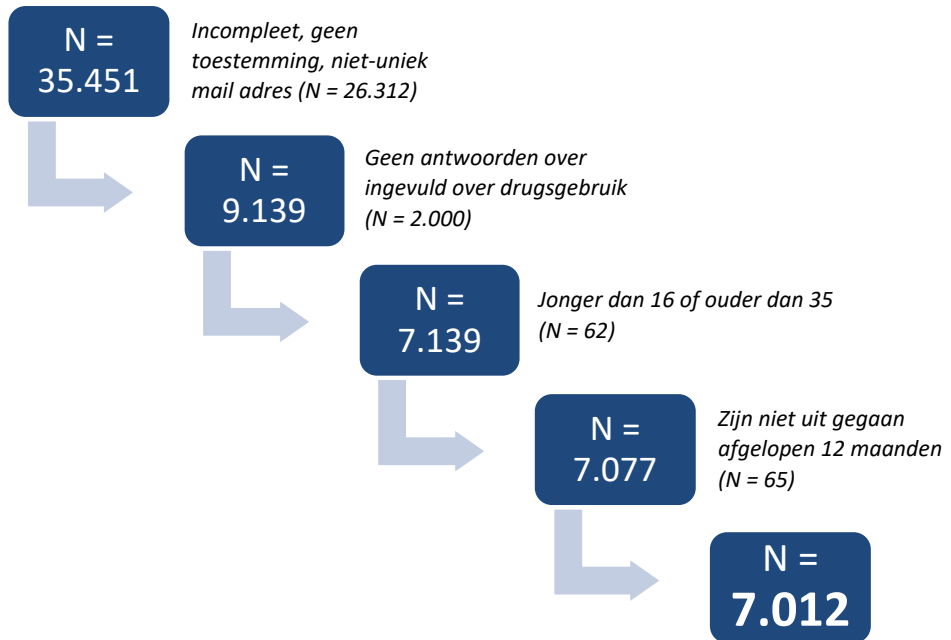 N =
35.451
Incompleet, geen
toestemming, niet-uniek
mail adres (N = 26.312)
N =
9.139
Geen antwoorden over
ingevuld over drugsgebruik
(N = 2.000)
N =
7.139
Jonger dan 16 of ouder dan 35
(N = 62)
N =
7.077
Zijn niet uit gegaan
afgelopen 12 maanden
(N = 65)
N =
7.012